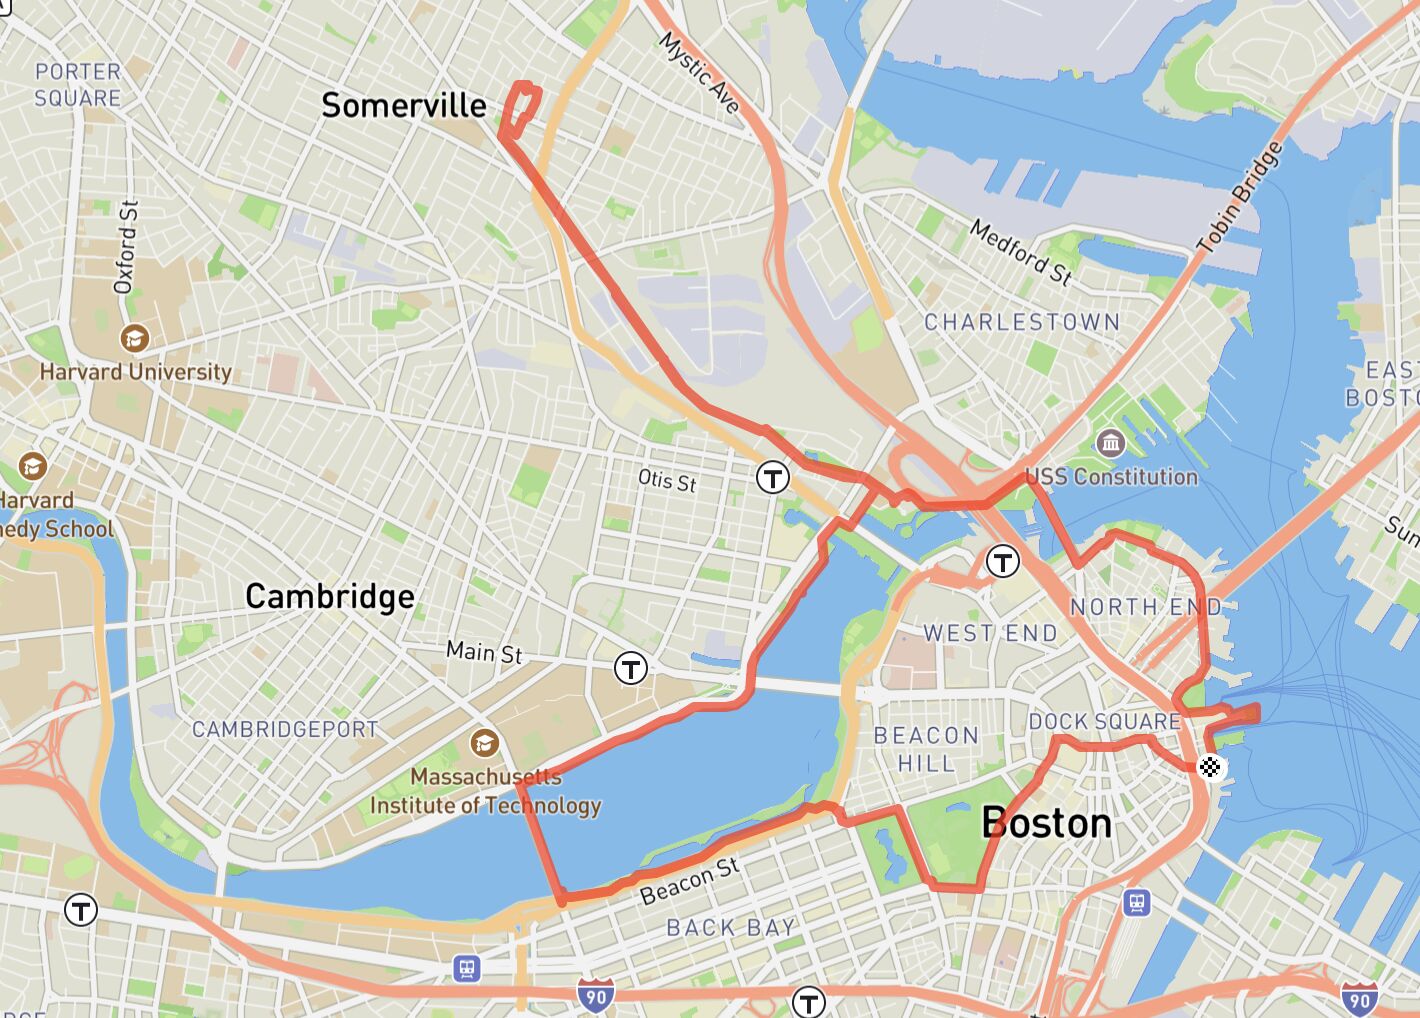 PORTER
SQUARE
Somerville
Mystic Ave
Oxford St
Tobin Bridge
Medford St
CHARLESTOWN
Harvard University
EAST
BOSTO
Harvard
nedy School
USS Constitution
Otis St
T
Sum
T
Cambridge
NORTH END
WEST END
Main St
T
CAMBRIDGEPORT
DOCK SQUARE
BEACON
HILL
Massachusetts
Institute of Technology
Boston
Beacon St
T
BACK BAY
90
90
T